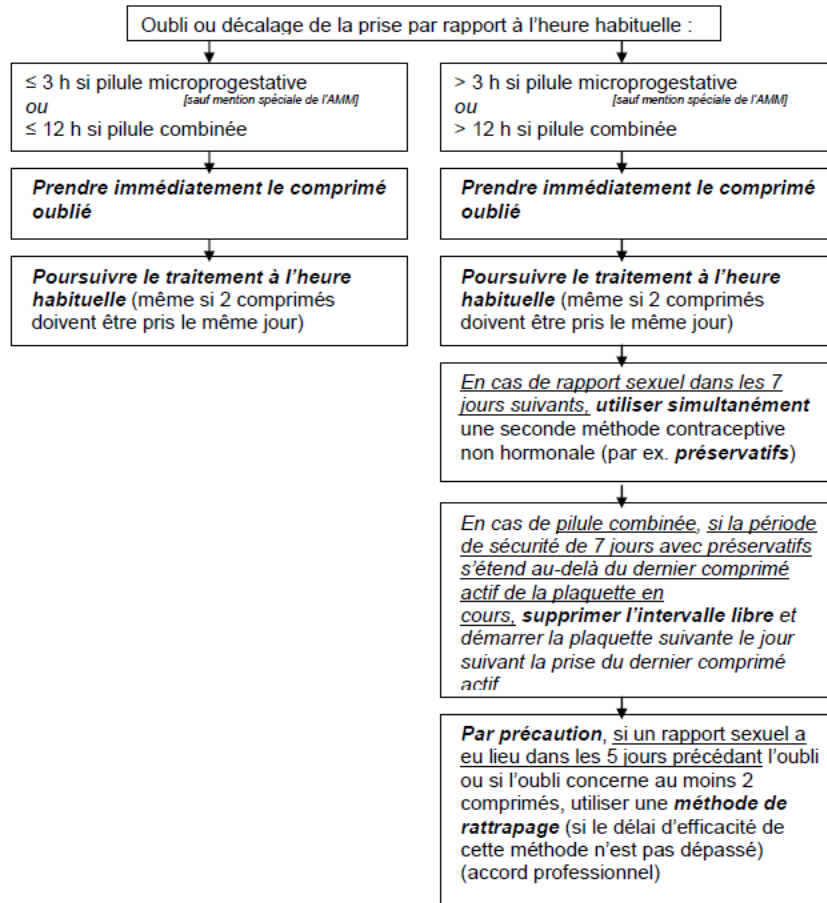 Oubli ou décalage de la prise par rapport à l'heure habituelle :
≤ 3 h si pilule microprogestative
ou [sauf mention spéciale de l'AMM]
≤ 12 h si pilule combinée
Prendre immédiatement le comprimé
oublié
Poursuivre le traitement à l'heure
habituelle (même si 2 comprimés
doivent être pris le même jour)
> 3 h si pilule microprogestative
ou [sauf mention spéciale de l'AMM]
> 12 h si pilule combinée
Prendre immédiatement le comprimé
oublié
Poursuivre le traitement à l'heure
habituelle (même si 2 comprimés
doivent être pris le même jour)
En cas de rapport sexuel dans les 7
jours suivants, utiliser simultanément
une seconde méthode contraceptive
non hormonale (par ex. préservatifs)
En cas de pilule combinée, si la période
de sécurité de 7 jours avec préservatifs
s'étend au-delà du dernier comprimé
actif de la plaquette en
cours, supprimer l'intervalle libre et
démarrer la plaquette suivante le jour
suivant la prise du dernier comprimé
actif
Par précaution, si un rapport sexuel a
eu lieu dans les 5 jours précédant l'oubli
ou si l'oubli concerne au moins 2
comprimés, utiliser une méthode de
rattrapage (si le délai d'efficacité de
cette méthode n'est pas dépassé)
(accord professionnel)